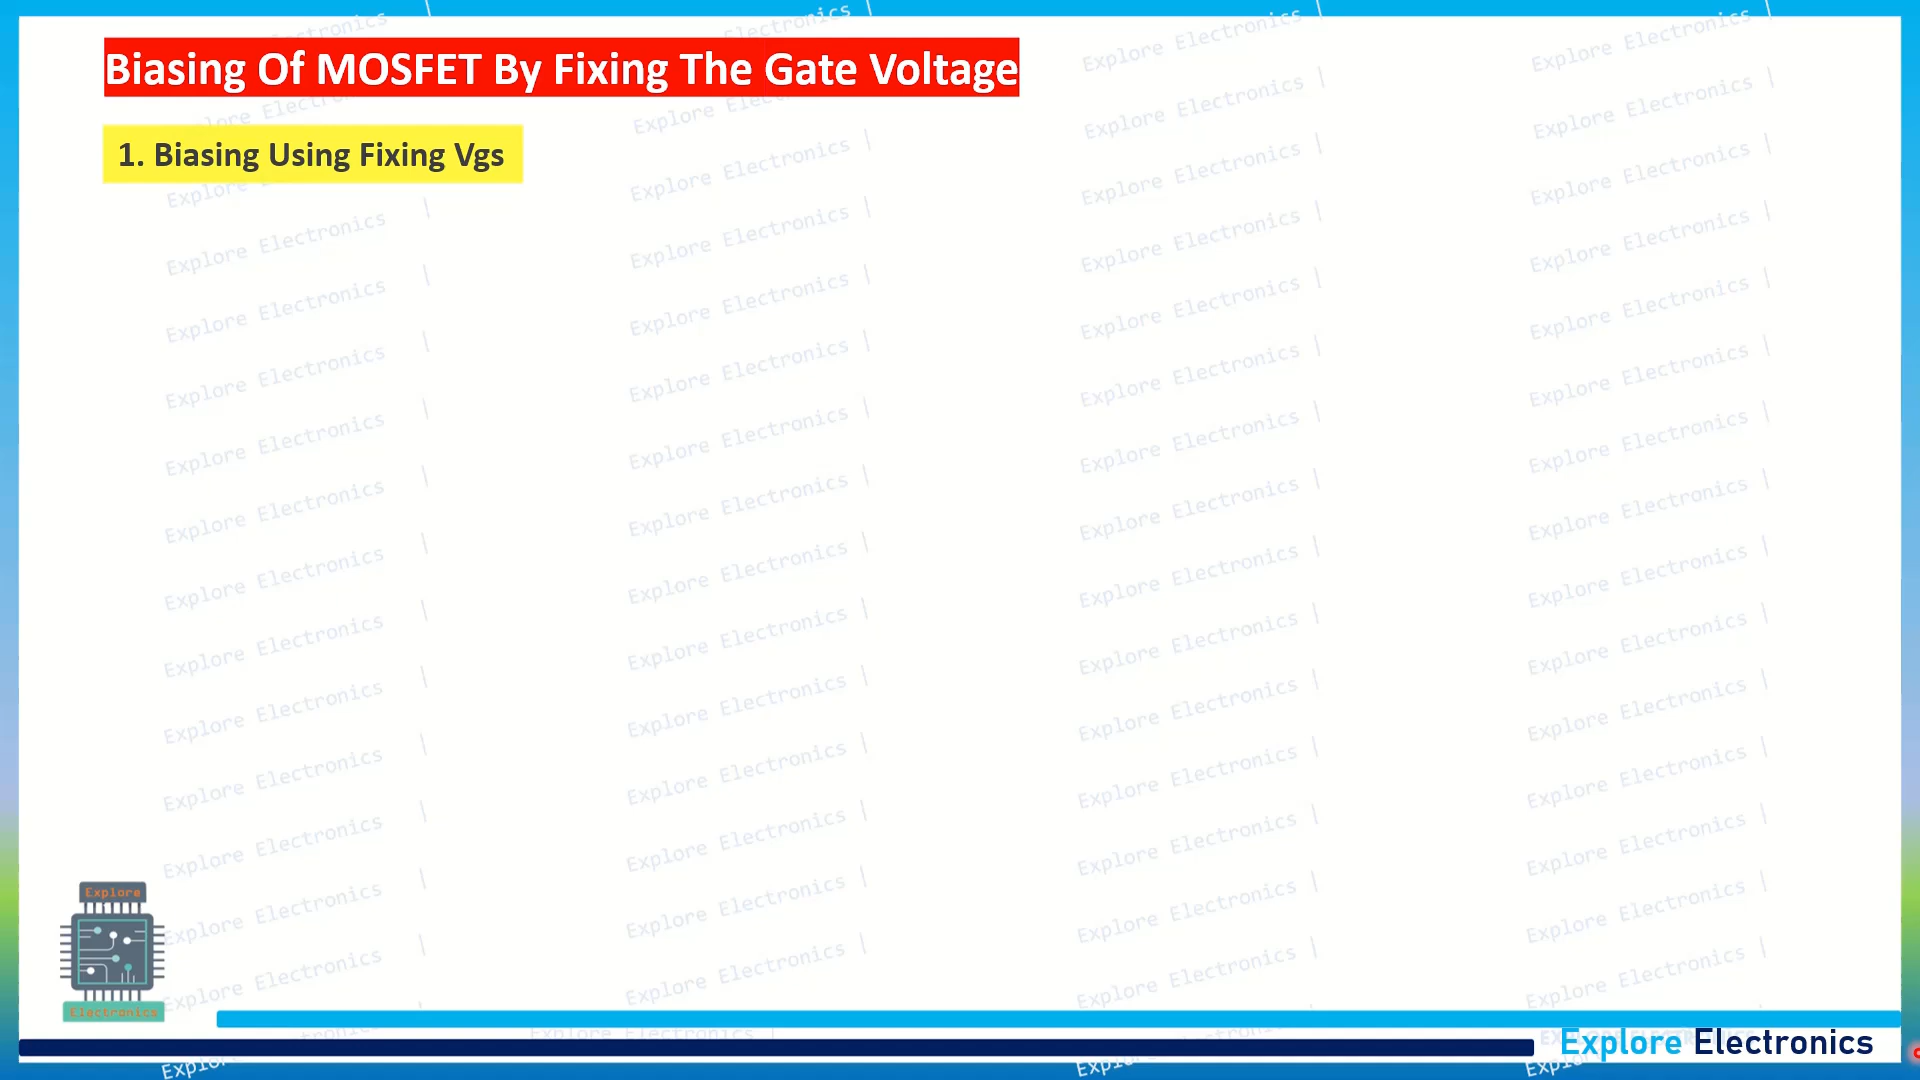 Biasing Of MOSFET By Fixing The Gate Voltage
1. Biasing Using Fixing Vgs
Explore
Electronics
Explore Electronics